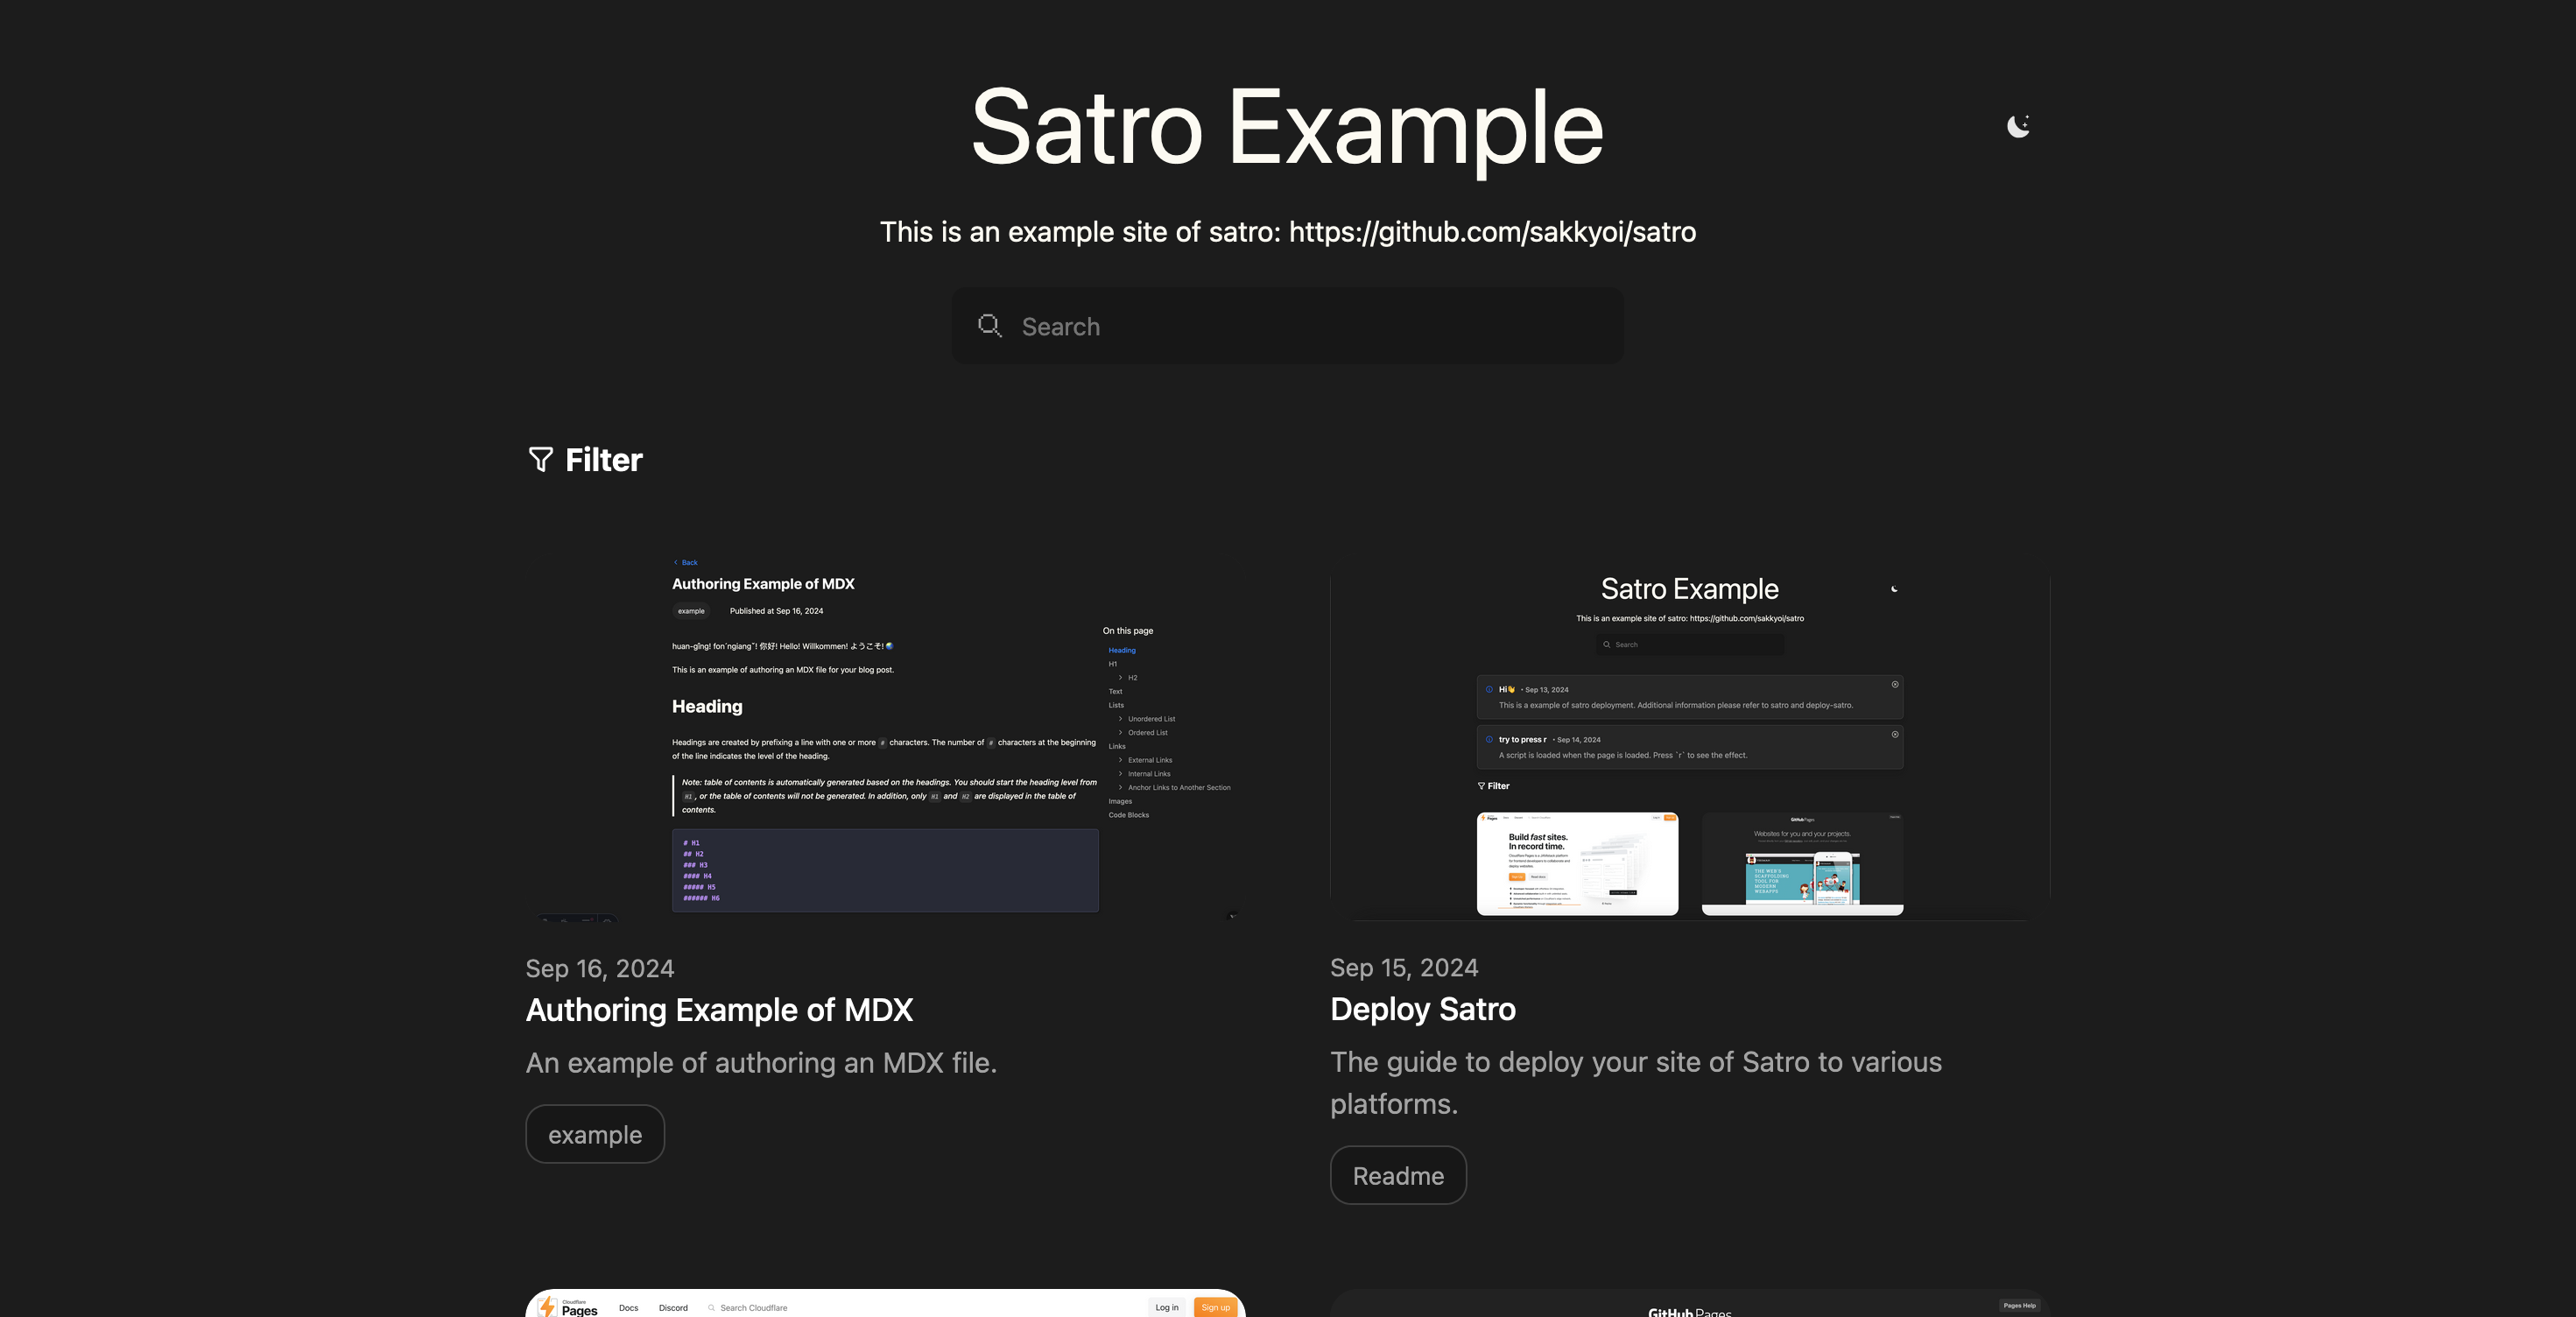 Satro Example
This is an example site of satro: https://github.com/sakkyoi/satro
Search
Filter
Back
Authoring Example of MDX
example Published at Sep 16, 2024
On this page
huan-gîng! fonˊngiangˇ! 你好! Hello! Willkommen! ようこそ!🌏
Heading
H1
This is an example of authoring an MDX file for your blog post.
H2
Text
Heading
Lists
Unordered List
Ordered List
Headings are created by prefixing a line with one or more # characters. The number of # characters at the beginning
of the line indicates the level of the heading.
Links
External Links
Internal Links
Note: table of contents is automatically generated based on the headings. You should start the heading level from
H1, or the table of contents will not be generated. In addition, only H1 and H2 are displayed in the table of
contents.
Anchor Links to Another Section
Images
Code Blocks
# H1
## H2
### H3
#### H4
##### H5
###### H6
Satro Example
This is an example site of satro: https://github.com/sakkyoi/satro
Search
Hi👋 • Sep 13, 2024
This is a example of satro deployment. Additional information please refer to satro and deploy-satro.
try to press r • Sep 14, 2024
A script is loaded when the page is loaded. Press `r` to see the effect.
Filter
Build fast sites.
In record time.
GitHub Pages
Websites for you and your projects.
THE WEB'S
SCAFFOLDING
TOOL FOR
MODERN
WEBAPPS
Sep 16, 2024
Authoring Example of MDX
An example of authoring an MDX file.
example
Sep 15, 2024
Deploy Satro
The guide to deploy your site of Satro to various
platforms.
Readme
Cloudflare
Pages Docs Discord Search Cloudflare Log in Sign up
GitHub Pages Pages Help